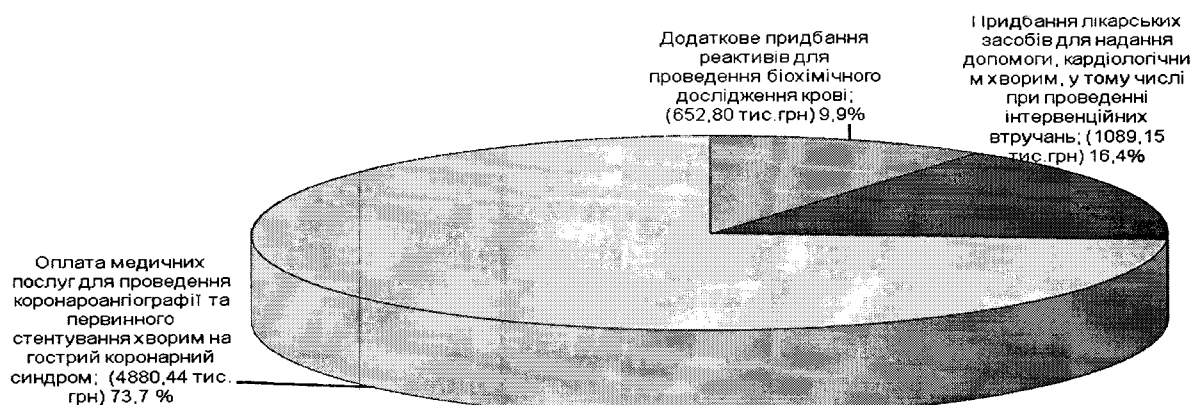 Додаткове придбання
реактивів для
проведення біохімічного
дослідження крові;
(652,80 тис.грн) 9,9%
Придбання лікарських
засобів для надання
допомоги, кардіологічни
м хворим, у тому числі
при проведенні
інтервенційних
втручань; (1089,15
тис.грн) 16,4%
Оплата медичних
послуг для проведення
коронароангіографії та
первинного
стентування хворим на
гострий коронарний
синдром; (4880,44 тис.
грн) 73,7 %